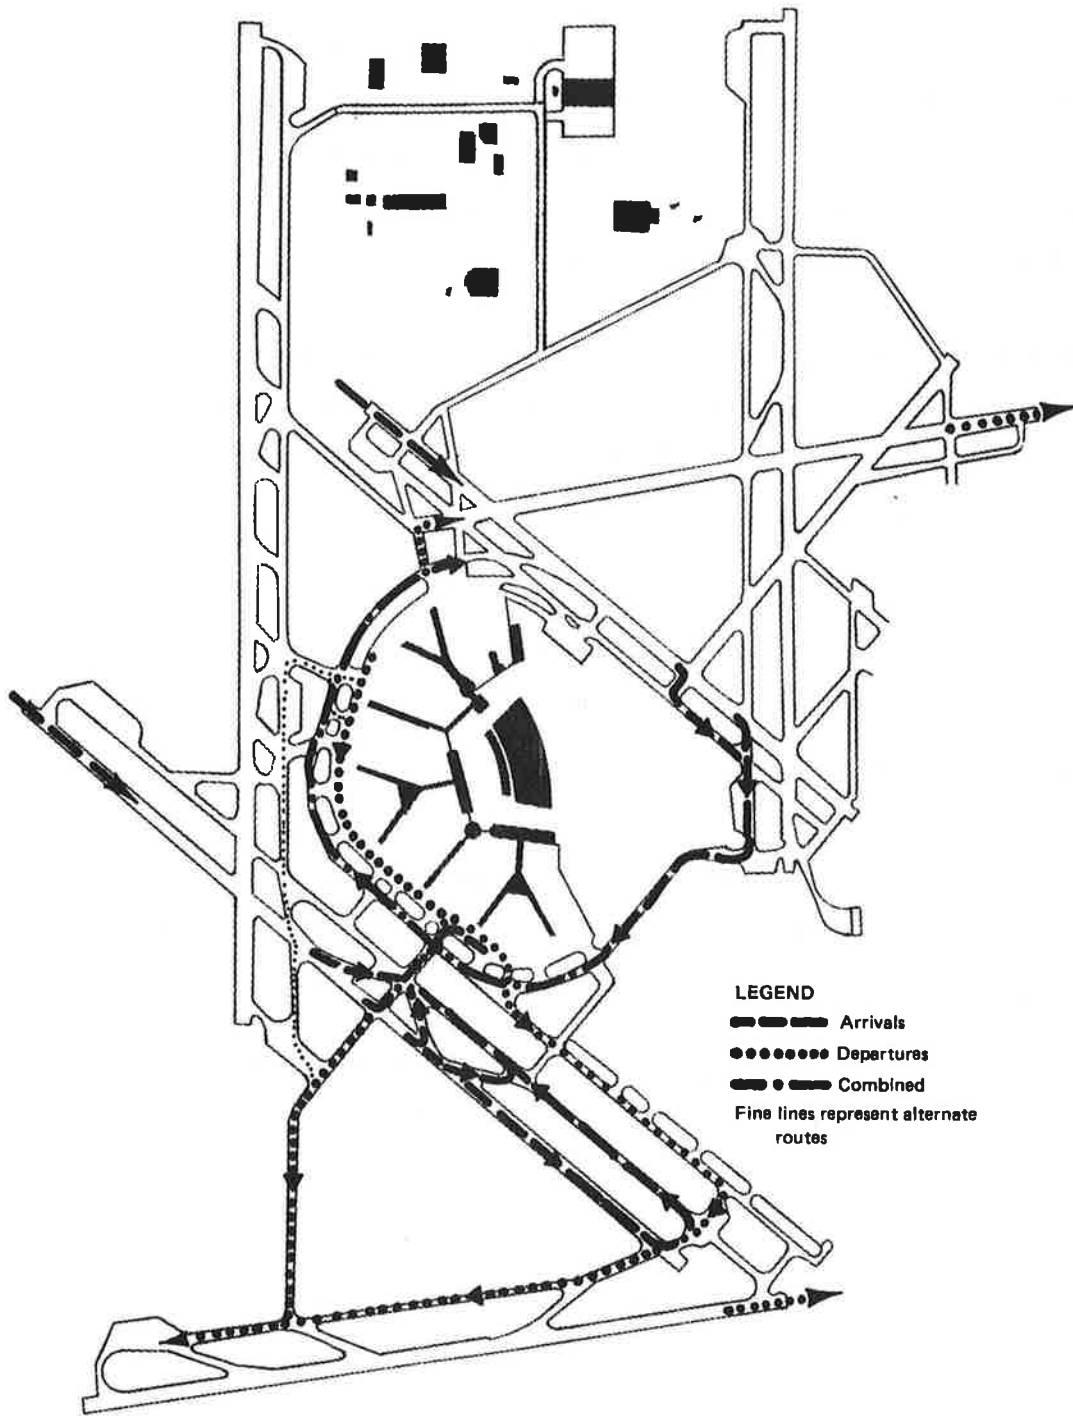 LEGEND
Arrivals
Departures
Combined
Fine lines represent alternate
routes